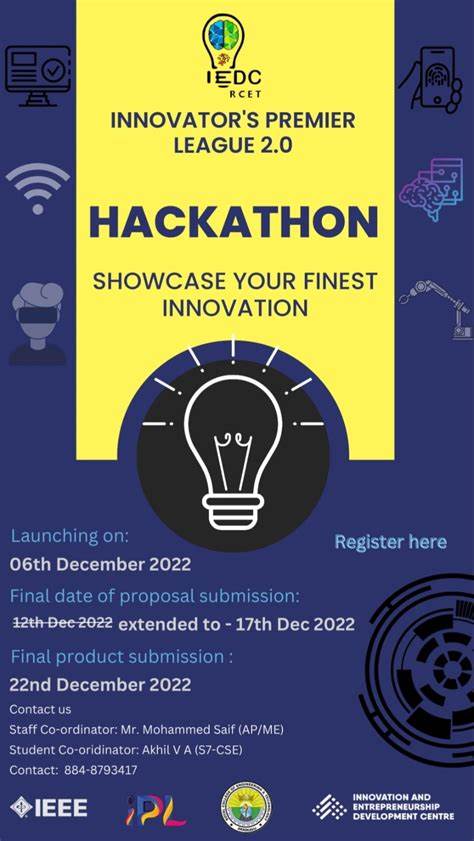 IEDC
RCET
INNOVATOR'S PREMIER
LEAGUE 2.0
HACKATHON
SHOWCASE YOUR FINEST
INNOVATION
Launching on:
06th December 2022
Register here
Final date of proposal submission:
12th Dec 2022 extended to - 17th Dec 2022
Final product submission :
22nd December 2022
Contact us
Staff Co-ordinator: Mr. Mohammed Saif (AP/ME)
Student Co-oridinator: Akhil V A (S7-CSE)
Contact: 884-8793417
IEEE
iPL
INNOVATION AND
ENTREPRENEURSHIP
DEVELOPMENT CENTRE